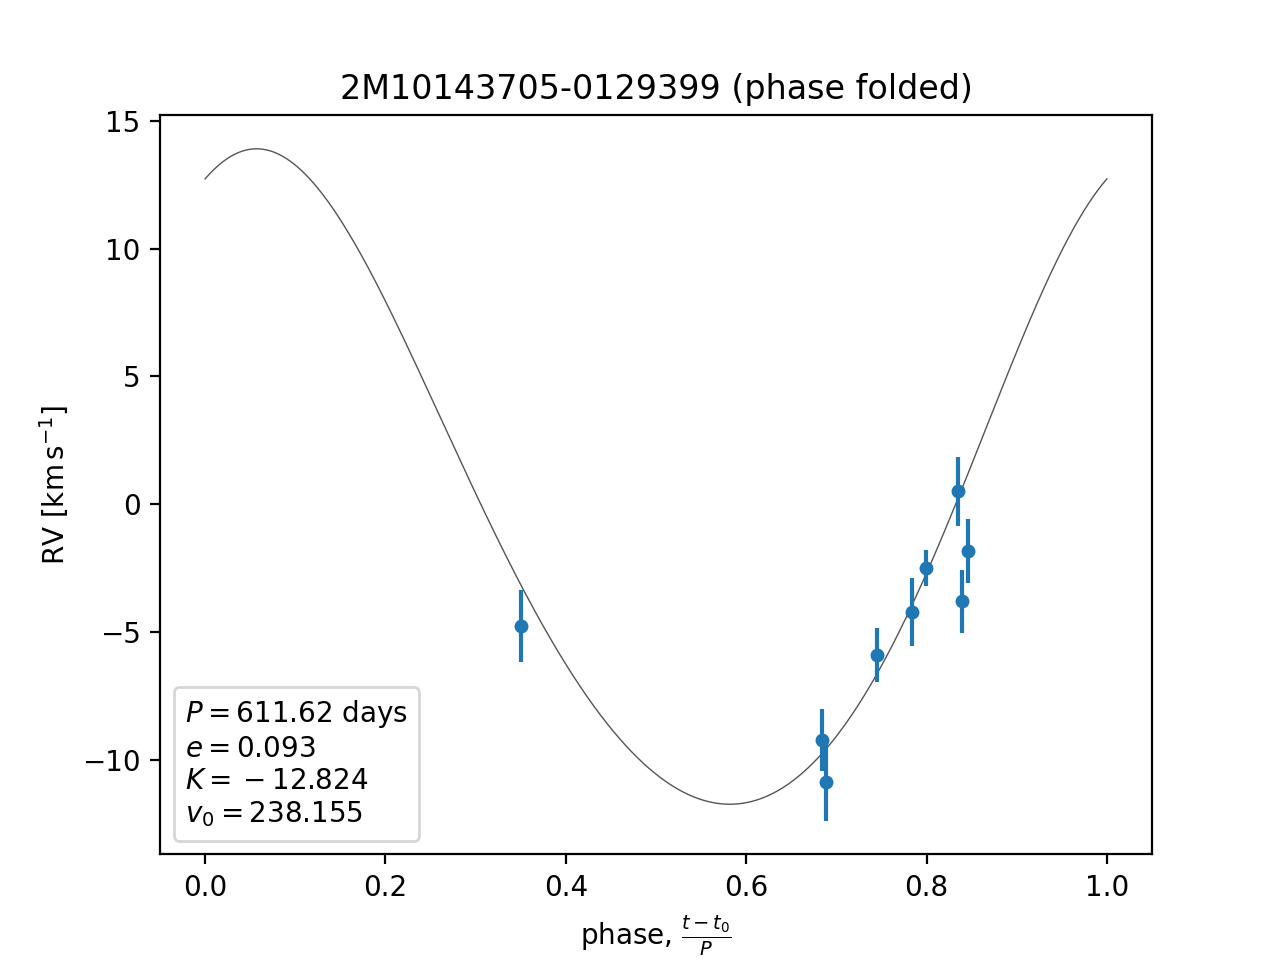 2M10143705-0129399 (phase folded)
RV [km s⁻¹]
15
10
5
0
−5
−10
P = 611.62 days
e = 0.093
K = −12.824
v₀ = 238.155
0.0 0.2 0.4 0.6 0.8 1.0
phase, (t − t₀)/P